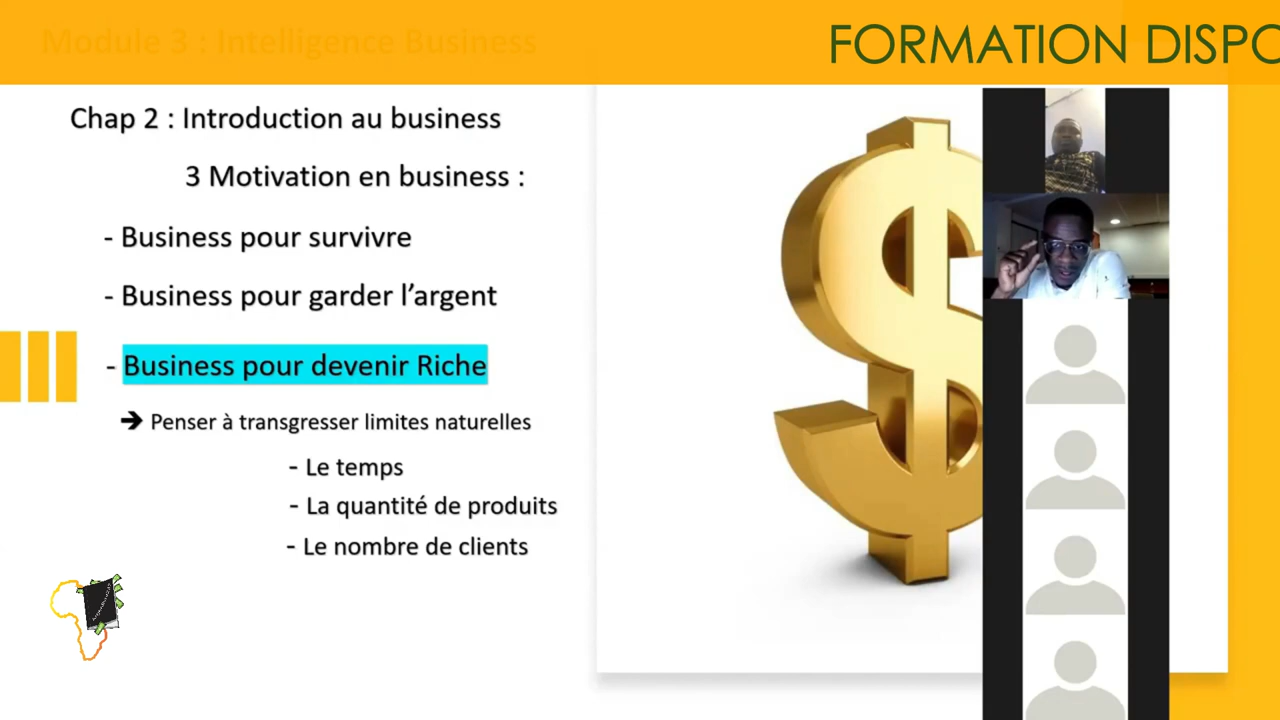 Module 3 : Intelligence Business
FORMATION DISPO
Chap 2 : Introduction au business
3 Motivation en business :
- Business pour survivre
- Business pour garder l’argent
- Business pour devenir Riche
➔ Penser à transgresser limites naturelles
- Le temps
- La quantité de produits
- Le nombre de clients